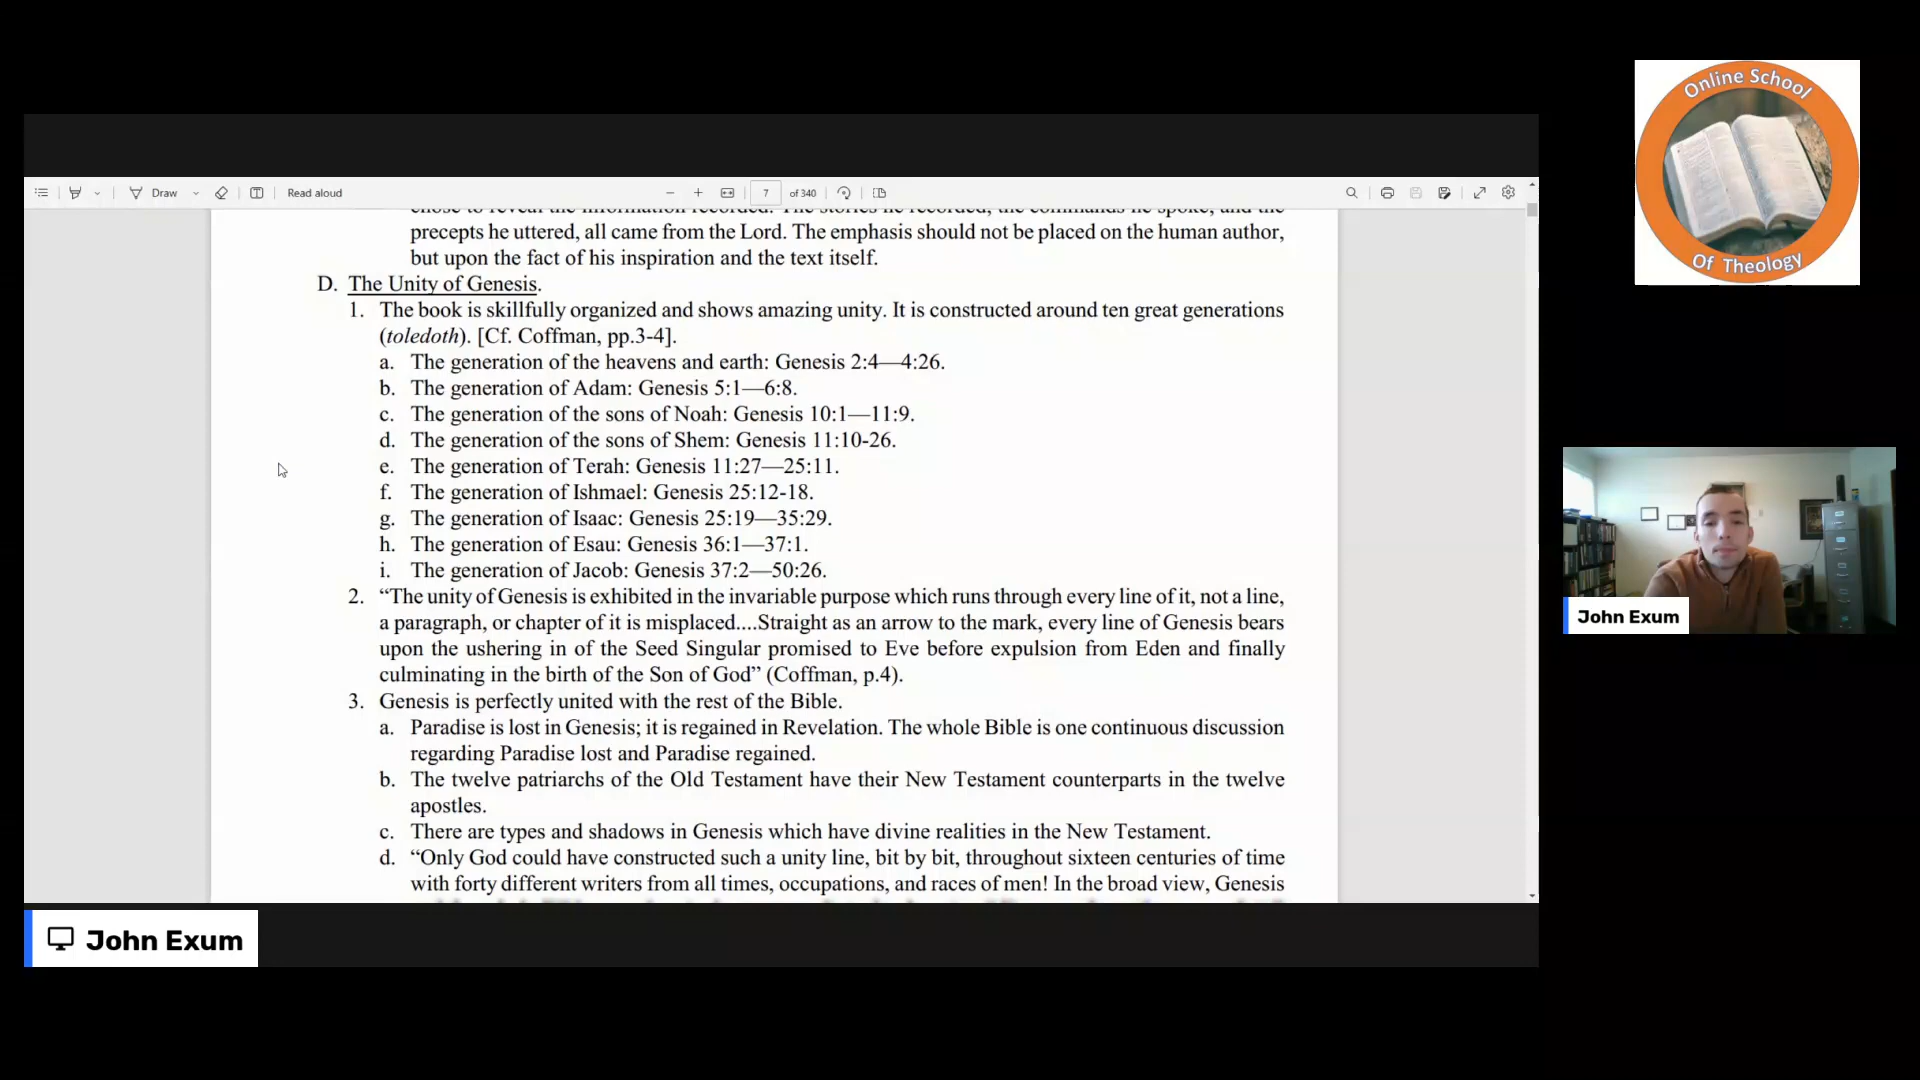 Online School
Of Theology
Draw
Read aloud
7
of 340
chose to reveal the information recorded. The stories he recorded, the commands he spoke, and the
precepts he uttered, all came from the Lord. The emphasis should not be placed on the human author,
but upon the fact of his inspiration and the text itself.
D. The Unity of Genesis.
1. The book is skillfully organized and shows amazing unity. It is constructed around ten great generations
(toledoth). [Cf. Coffman, pp.3-4].
a. The generation of the heavens and earth: Genesis 2:4—4:26.
b. The generation of Adam: Genesis 5:1—6:8.
c. The generation of the sons of Noah: Genesis 10:1—11:9.
d. The generation of the sons of Shem: Genesis 11:10-26.
e. The generation of Terah: Genesis 11:27—25:11.
f. The generation of Ishmael: Genesis 25:12-18.
g. The generation of Isaac: Genesis 25:19—35:29.
h. The generation of Esau: Genesis 36:1—37:1.
i. The generation of Jacob: Genesis 37:2—50:26.
2. “The unity of Genesis is exhibited in the invariable purpose which runs through every line of it, not a line,
a paragraph, or chapter of it is misplaced....Straight as an arrow to the mark, every line of Genesis bears
upon the ushering in of the Seed Singular promised to Eve before expulsion from Eden and finally
culminating in the birth of the Son of God” (Coffman, p.4).
3. Genesis is perfectly united with the rest of the Bible.
a. Paradise is lost in Genesis; it is regained in Revelation. The whole Bible is one continuous discussion
regarding Paradise lost and Paradise regained.
b. The twelve patriarchs of the Old Testament have their New Testament counterparts in the twelve
apostles.
c. There are types and shadows in Genesis which have divine realities in the New Testament.
d. “Only God could have constructed such a unity line, bit by bit, throughout sixteen centuries of time
with forty different writers from all times, occupations, and races of men! In the broad view, Genesis
John Exum
John Exum